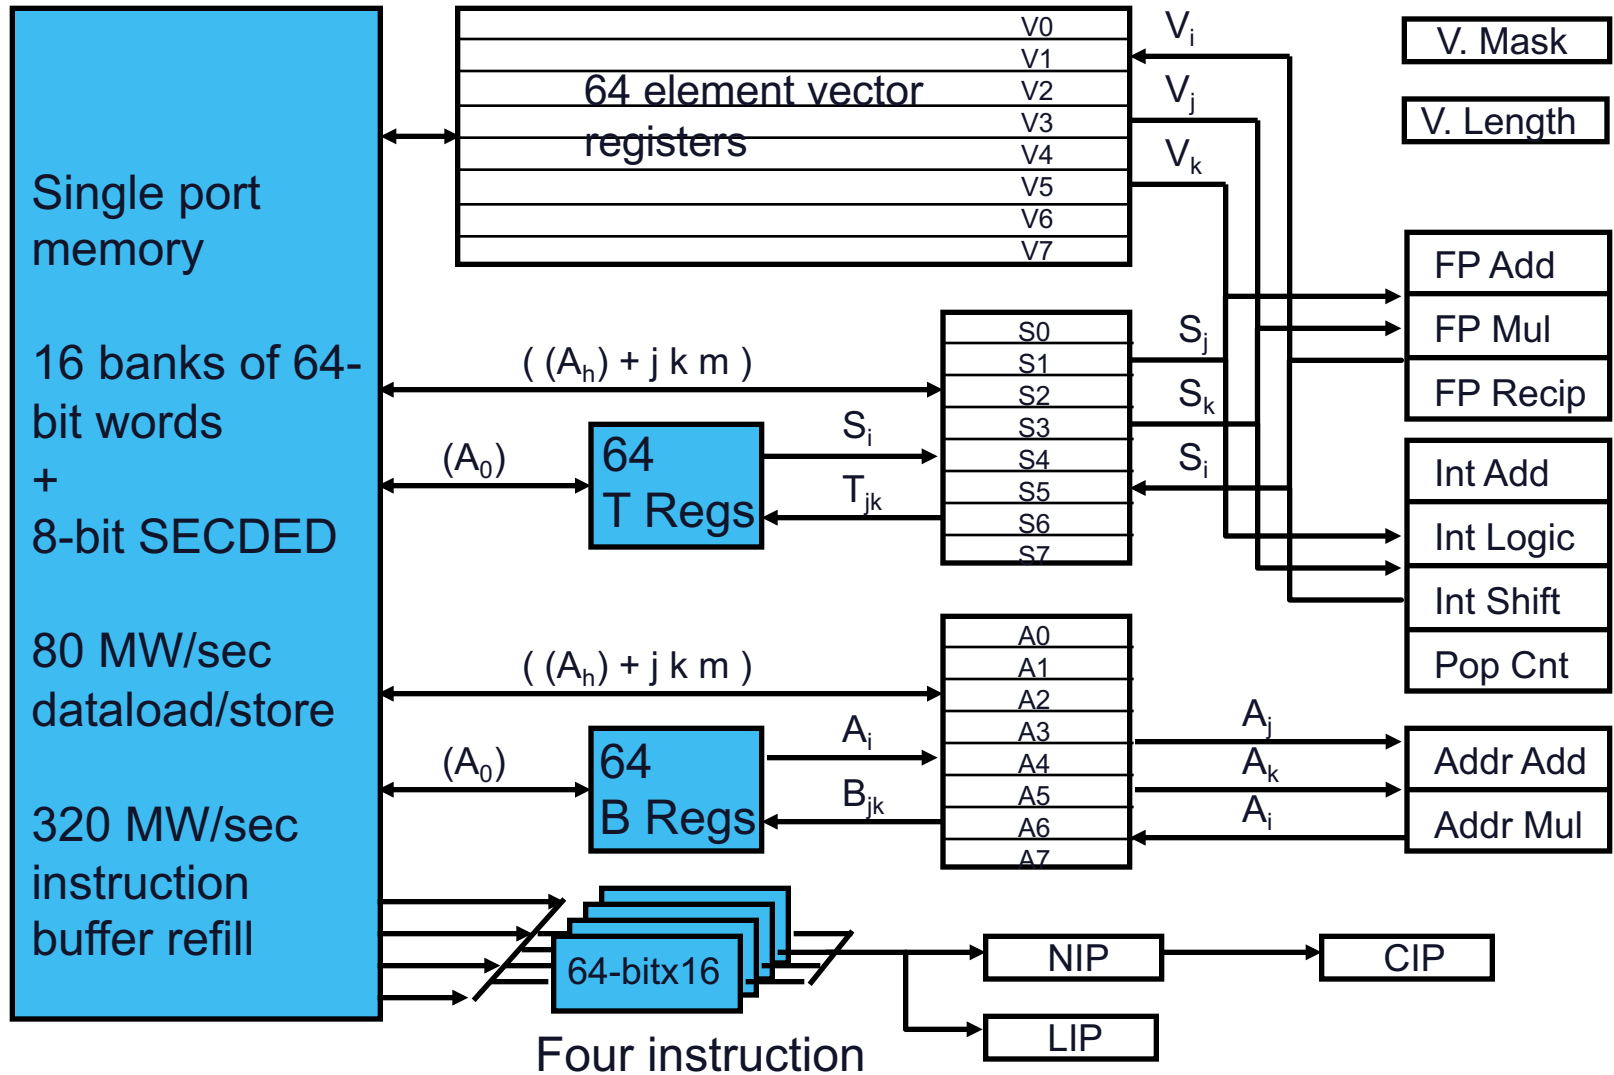 Single port
memory
16 banks of 64-
bit words
+
8-bit SECDED
80 MW/sec
dataload/store
320 MW/sec
instruction
buffer refill
64 element vector
registers
V0
V1
V2
V3
V4
V5
V6
V7
Vi
Vj
Vk
V. Mask
V. Length
( (Ah) + j k m )
(A0)
64
T Regs
Si
Tjk
S0
S1
S2
S3
S4
S5
S6
S7
Sj
Sk
Si
FP Add
FP Mul
FP Recip
Int Add
Int Logic
Int Shift
Pop Cnt
( (Ah) + j k m )
(A0)
64
B Regs
Ai
Bjk
A0
A1
A2
A3
A4
A5
A6
A7
Aj
Ak
Ai
Addr Add
Addr Mul
64-bitx16
Four instruction
NIP
CIP
LIP